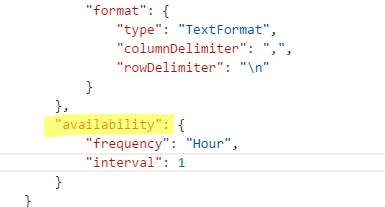 "format": {
"type": "TextFormat",
"columnDelimiter": ",",
"rowDelimiter": "\n"
}
},
"availability": {
"frequency": "Hour",
"interval": 1
}
}